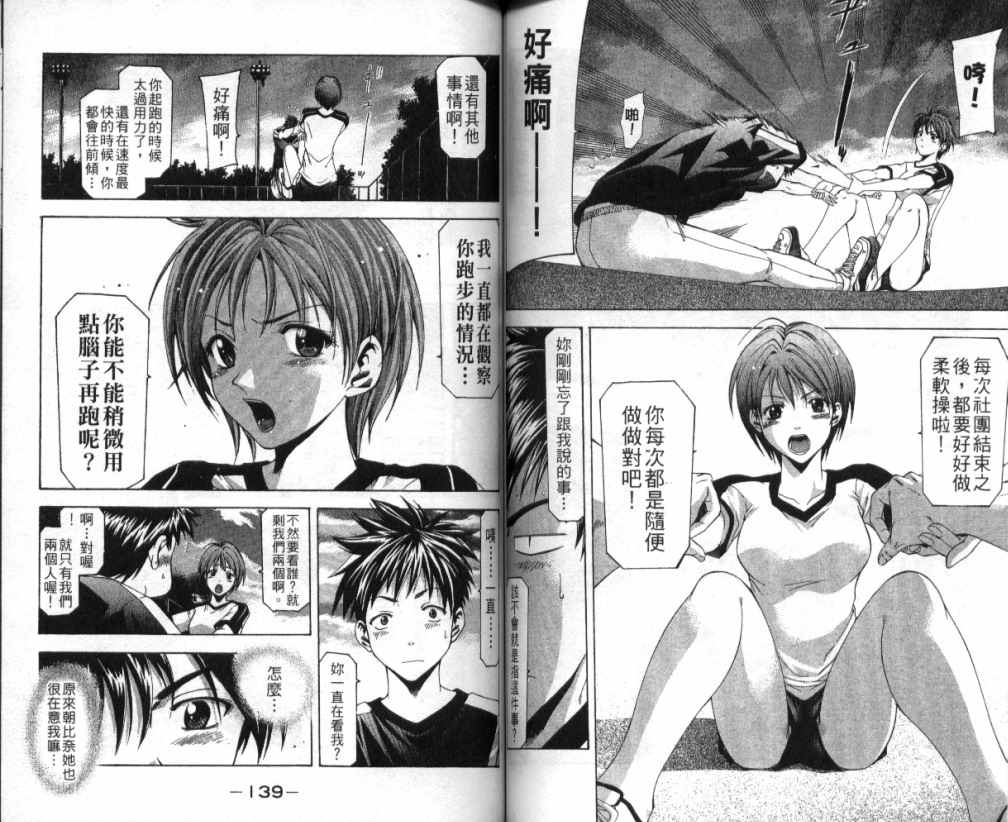 哼!
啪!
好痛啊——!
每次社團結束之
後,都要好好做
柔軟操啦!
你每次都是隨便
做做對吧!
妳剛剛忘了跟我說的事…
該不會就是指這件事?
還有其他
事情啊!
好痛啊!
你起跑的時候
太過用力了,
還有在速度最
快的時候,你
都會往前傾…
我一直都在觀察
你跑步的情況…
你能不能稍微用
點腦子再跑呢?
咦……一直……
妳一直在看我?
不然要看誰?就
剩我們兩個啊。
啊…對喔
!就只有我們
兩個人喔!
怎麼…
原來朝比奈她也
很在意我嘛…
—139—